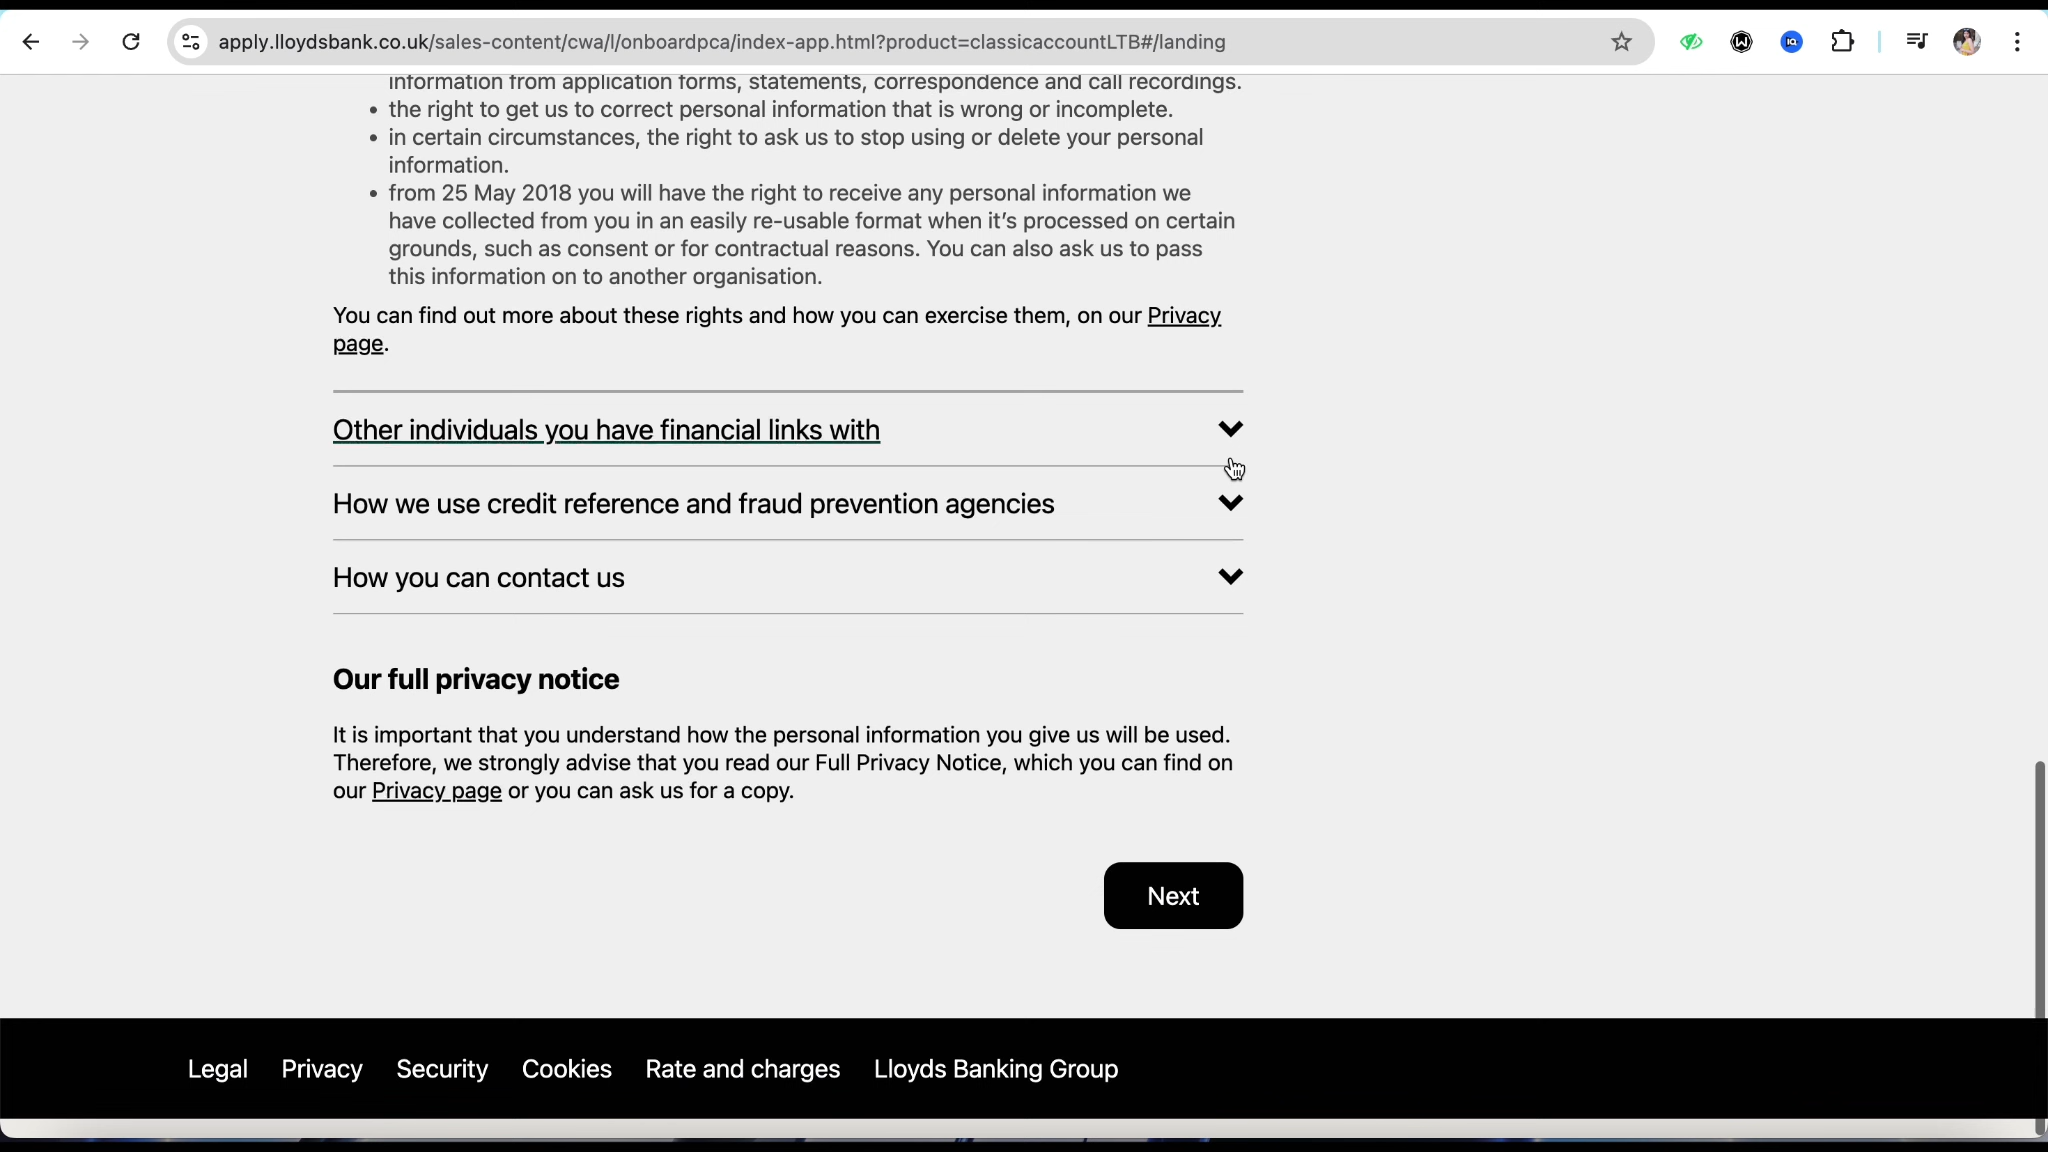 apply.lloydsbank.co.uk/sales-content/cwa/l/onboardpca/index-app.html?product=classicaccountLTB#/landing
information from application forms, statements, correspondence and call recordings.
• the right to get us to correct personal information that is wrong or incomplete.
• in certain circumstances, the right to ask us to stop using or delete your personal
information.
• from 25 May 2018 you will have the right to receive any personal information we
have collected from you in an easily re-usable format when it’s processed on certain
grounds, such as consent or for contractual reasons. You can also ask us to pass
this information on to another organisation.
You can find out more about these rights and how you can exercise them, on our Privacy
page.
Other individuals you have financial links with
How we use credit reference and fraud prevention agencies
How you can contact us
Our full privacy notice
It is important that you understand how the personal information you give us will be used.
Therefore, we strongly advise that you read our Full Privacy Notice, which you can find on
our Privacy page or you can ask us for a copy.
Next
Legal Privacy Security Cookies Rate and charges Lloyds Banking Group